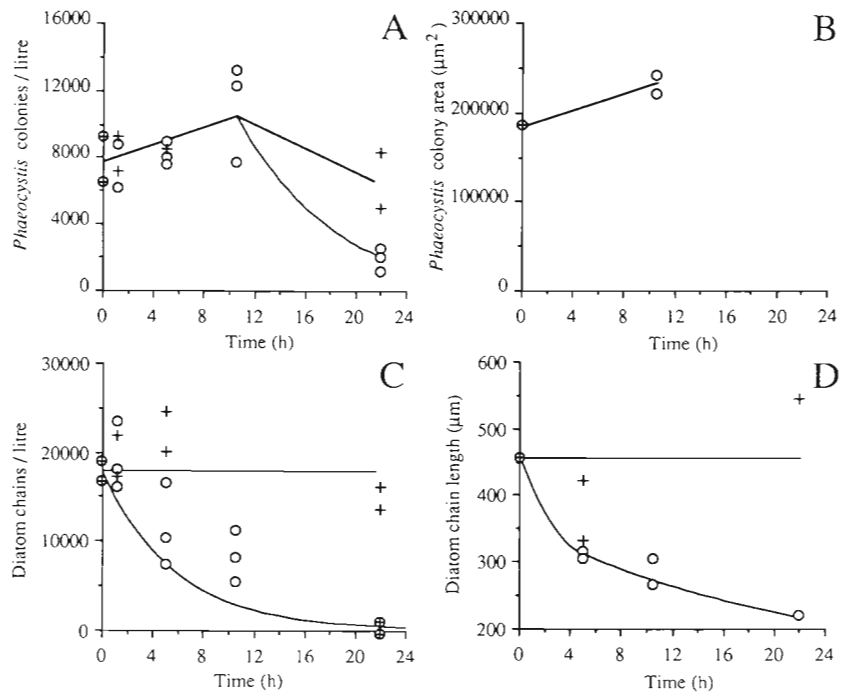 A
Phaeocystis colonies / litre
16000
12000
8000
4000
0
0 4 8 12 16 20 24
Time (h)
B
Phaeocystis colony area (μm²)
300000
200000
100000
0
0 4 8 12 16 20 24
Time (h)
C
Diatom chains / litre
30000
20000
10000
0
0 4 8 12 16 20 24
Time (h)
D
Diatom chain length (μm)
600
500
400
300
200
0 4 8 12 16 20 24
Time (h)